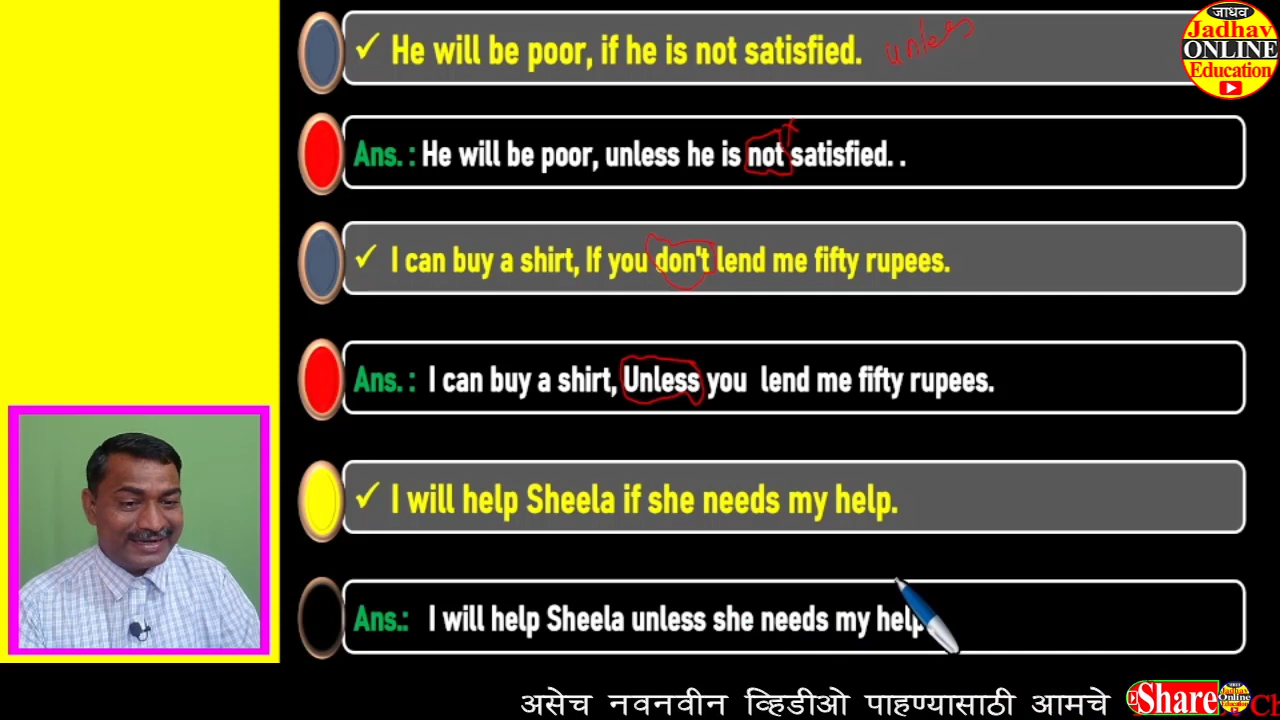 ✓ He will be poor, if he is not satisfied. unless
Ans. : He will be poor, unless he is not satisfied. .
✓ I can buy a shirt, If you don't lend me fifty rupees.
Ans. : I can buy a shirt, Unless you lend me fifty rupees.
✓ I will help Sheela if she needs my help.
Ans.: I will help Sheela unless she needs my help
जाधव
Jadhav
ONLINE
Education
असेच नवनवीन व्हिडीओ पाहण्यासाठी आमचे
Share
Online